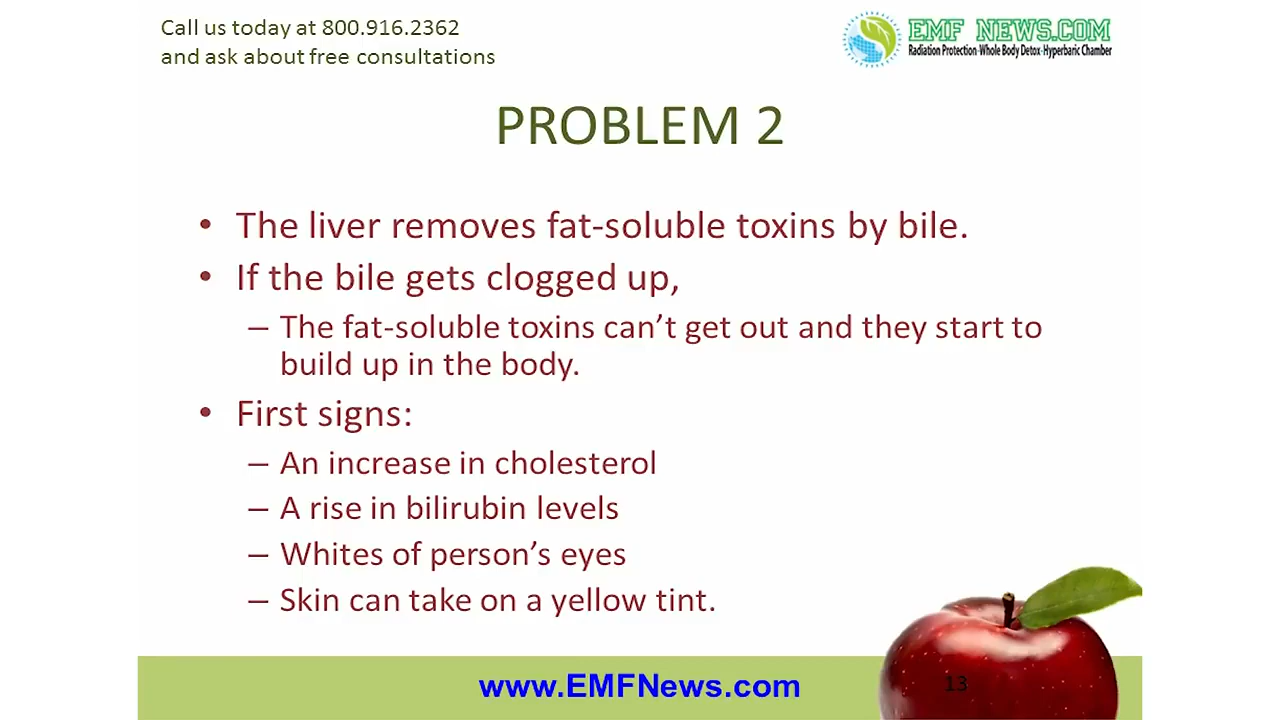 Call us today at 800.916.2362
and ask about free consultations
EMF NEWS.COM
Radiation Protection-Whole Body Detox-Hyperbaric Chamber
PROBLEM 2
• The liver removes fat-soluble toxins by bile.
• If the bile gets clogged up,
– The fat-soluble toxins can’t get out and they start to
build up in the body.
• First signs:
– An increase in cholesterol
– A rise in bilirubin levels
– Whites of person’s eyes
– Skin can take on a yellow tint.
www.EMFNews.com
13